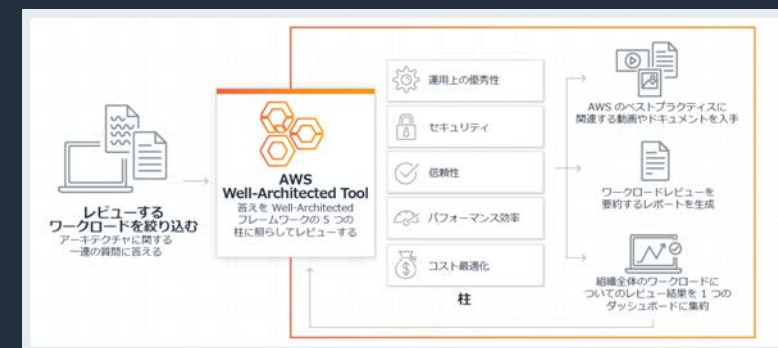 レビューする
ワークロードを絞り込む
アーキテクチャに関する
一連の質問に答える
AWS
Well-Architected Tool
答えを Well-Architected
フレームワークの 5 つの
柱に照らしてレビューする
運用上の優秀性
セキュリティ
信頼性
パフォーマンス効率
コスト最適化
柱
AWS のベストプラクティスに
関連する動画やドキュメントを入手
ワークロードレビューを
要約するレポートを生成
組織全体のワークロードに
ついてのレビュー結果を 1 つの
ダッシュボードに集約